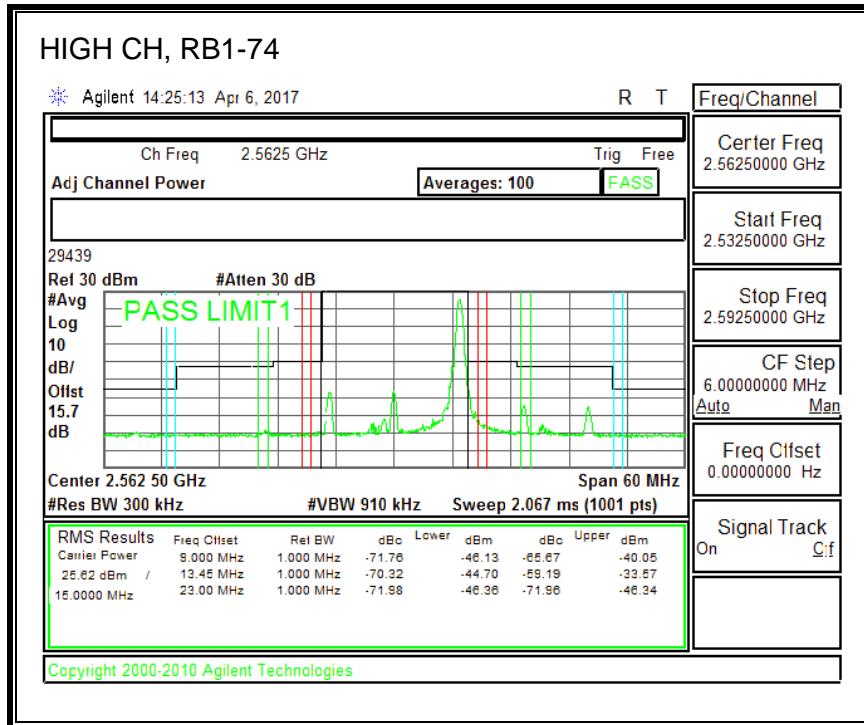 HIGH CH, RB1-74
Agilent 14:25:13 Apr 6, 2017 R T
Freq/Channel
Ch Freq 2.5625 GHz Trig Free
Adj Channel Power Averages: 100 PASS
Center Freq
2.56250000 GHz
Start Freq
2.53250000 GHz
Stop Freq
2.59250000 GHz
CF Step
6.00000000 MHz
Auto Man
Freq Offset
0.00000000 Hz
Signal Track
On Off
29439
Ref 30 dBm #Atten 30 dB
#Avg
Log
10
dB/
Offst
15.7
dB
PASS LIMIT1
Center 2.562 50 GHz Span 60 MHz
#Res BW 300 kHz #VBW 910 kHz Sweep 2.067 ms (1001 pts)
RMS Results Freq Offset Ref BW dBc Lower dBm dBc Upper dBm
Carrier Power 9.000 MHz 1.000 MHz -71.76 -46.13 -65.67 -40.05
25.62 dBm / 13.45 MHz 1.000 MHz -70.32 -44.70 -59.19 -33.57
15.0000 MHz 23.00 MHz 1.000 MHz -71.98 -46.36 -71.96 -46.34
Copyright 2000-2010 Agilent Technologies